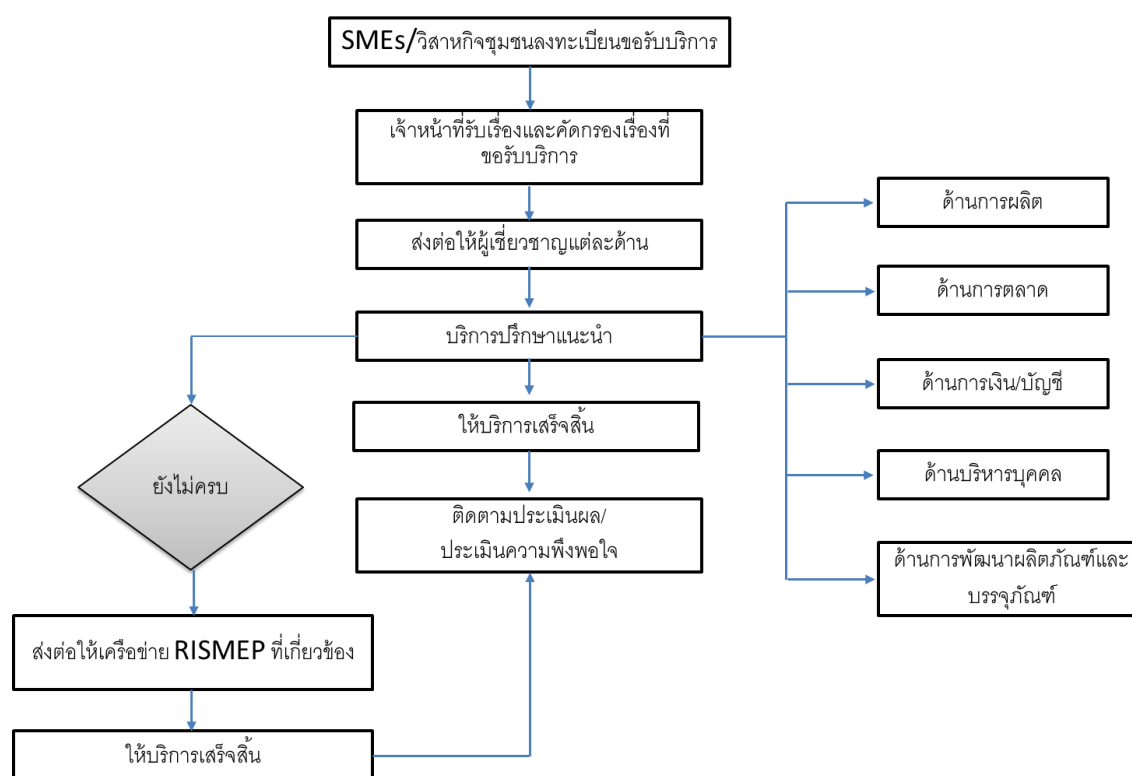 SMEs/วิสาหกิจชุมชนลงทะเบียนขอรับบริการ
เจ้าหน้าที่รับเรื่องและคัดกรองเรื่องที่
ขอรับบริการ
ส่งต่อให้ผู้เชี่ยวชาญแต่ละด้าน
บริการปรึกษาแนะนำ
ด้านการผลิต
ด้านการตลาด
ด้านการเงิน/บัญชี
ด้านบริหารบุคคล
ด้านการพัฒนาผลิตภัณฑ์และ
บรรจุภัณฑ์
ให้บริการเสร็จสิ้น
ติดตามประเมินผล/
ประเมินความพึงพอใจ
ยังไม่ครบ
ส่งต่อให้เครือข่าย RISMEP ที่เกี่ยวข้อง
ให้บริการเสร็จสิ้น